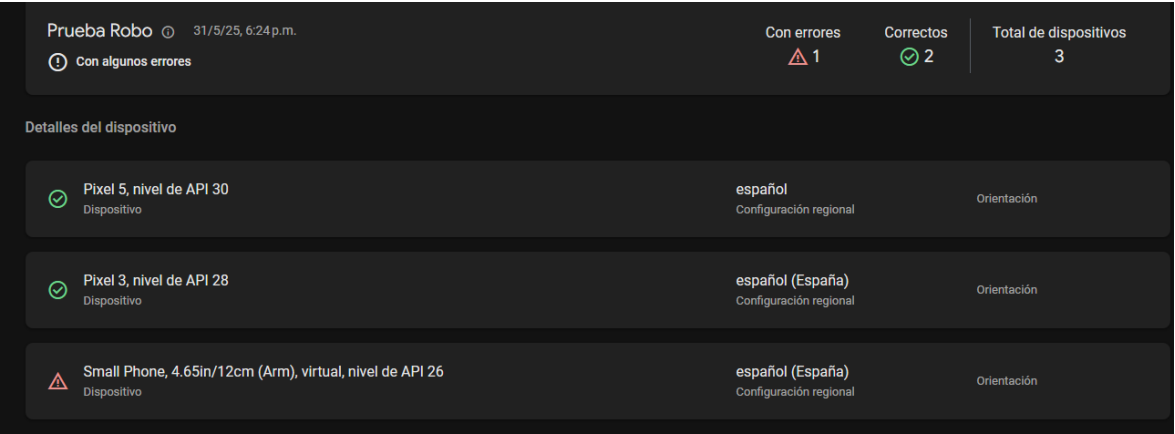 Prueba Robo 31/5/25, 6:24 p.m.
Con algunos errores
Con errores
1
Correctos
2
Total de dispositivos
3
Detalles del dispositivo
Pixel 5, nivel de API 30
Dispositivo
español
Configuración regional
Orientación
Pixel 3, nivel de API 28
Dispositivo
español (España)
Configuración regional
Orientación
Small Phone, 4.65in/12cm (Arm), virtual, nivel de API 26
Dispositivo
español (España)
Configuración regional
Orientación